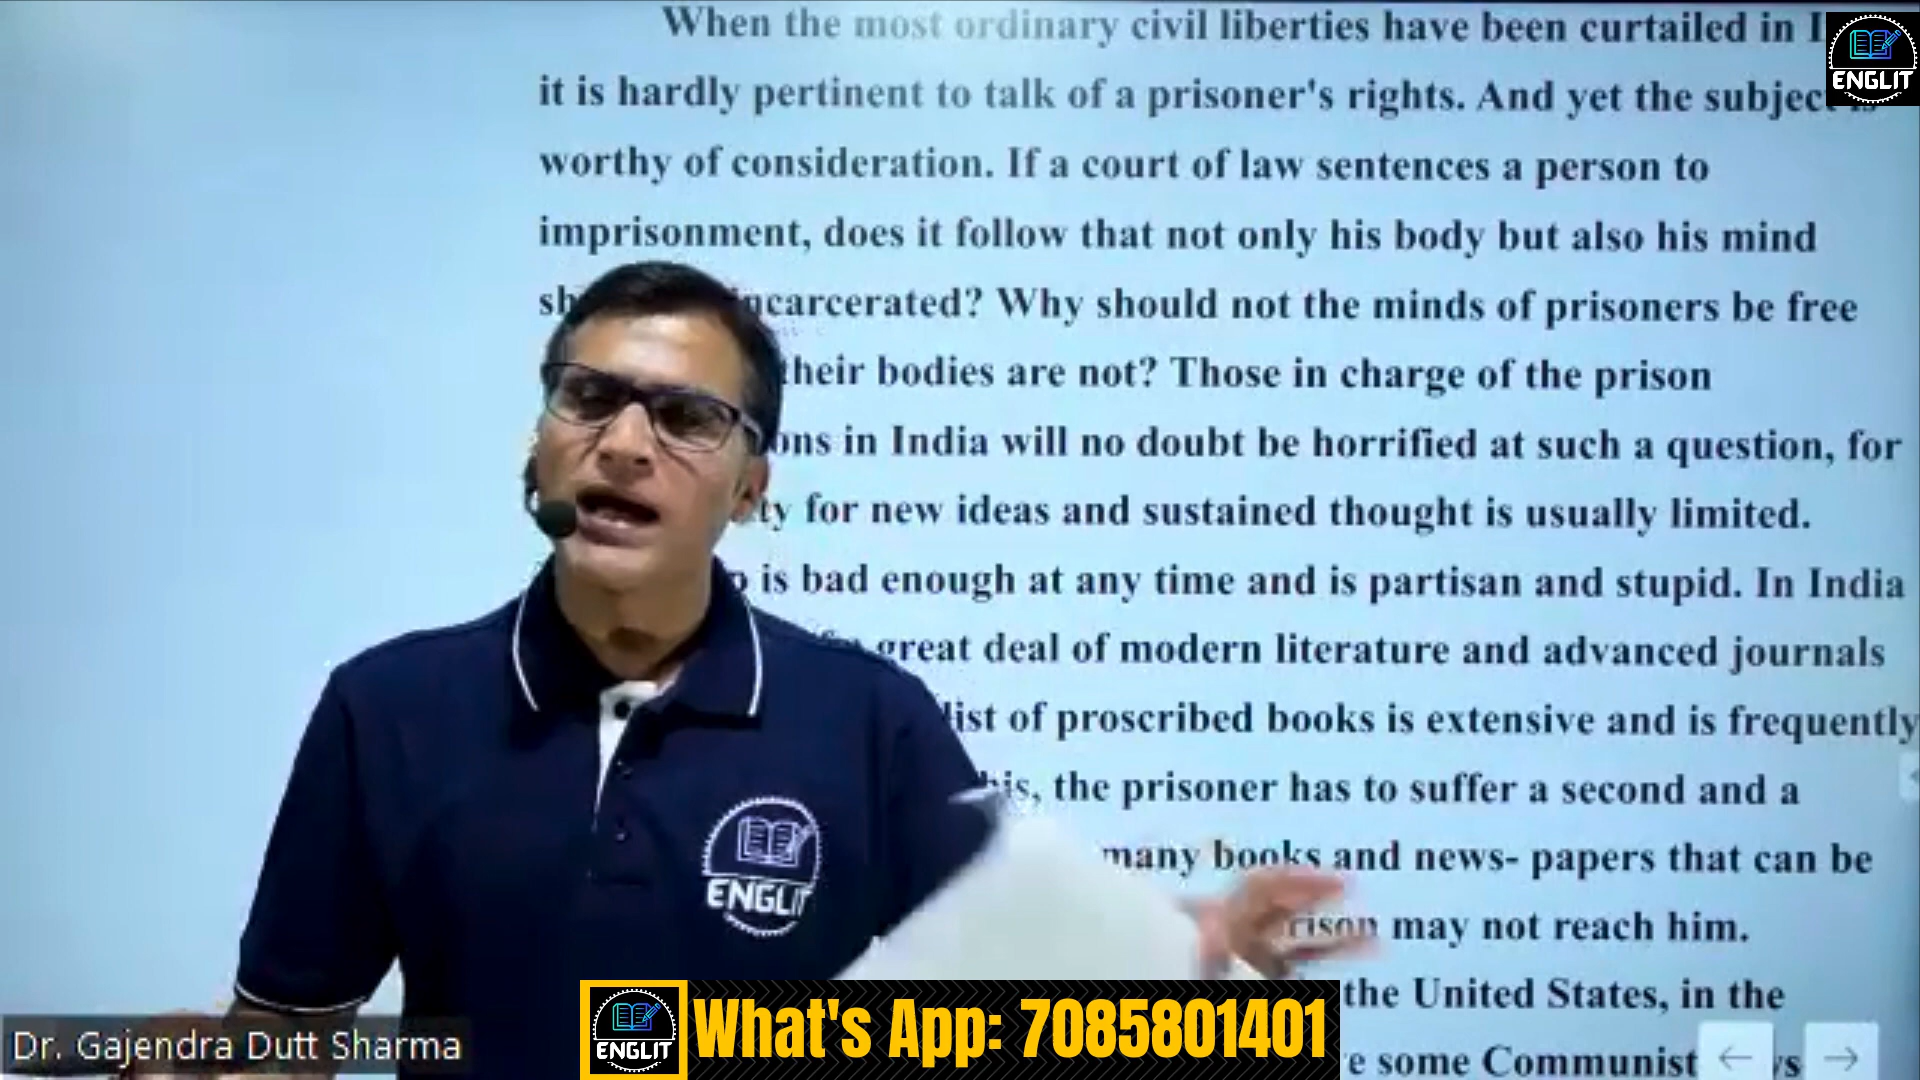 When the most ordinary civil liberties have been curtailed in
it is hardly pertinent to talk of a prisoner's rights. And yet the subject is
worthy of consideration. If a court of law sentences a person to
imprisonment, does it follow that not only his body but also his mind
incarcerated? Why should not the minds of prisoners be free
their bodies are not? Those in charge of the prison
in India will no doubt be horrified at such a question, for
for new ideas and sustained thought is usually limited.
is bad enough at any time and is partisan and stupid. In India
great deal of modern literature and advanced journals
list of proscribed books is extensive and is frequently
this, the prisoner has to suffer a second and a
many books and news- papers that can be
prison may not reach him.
the United States, in the
some Communist
ENGLIT
ENGLIT
Dr. Gajendra Dutt Sharma
ENGLIT
What's App: 7085801401